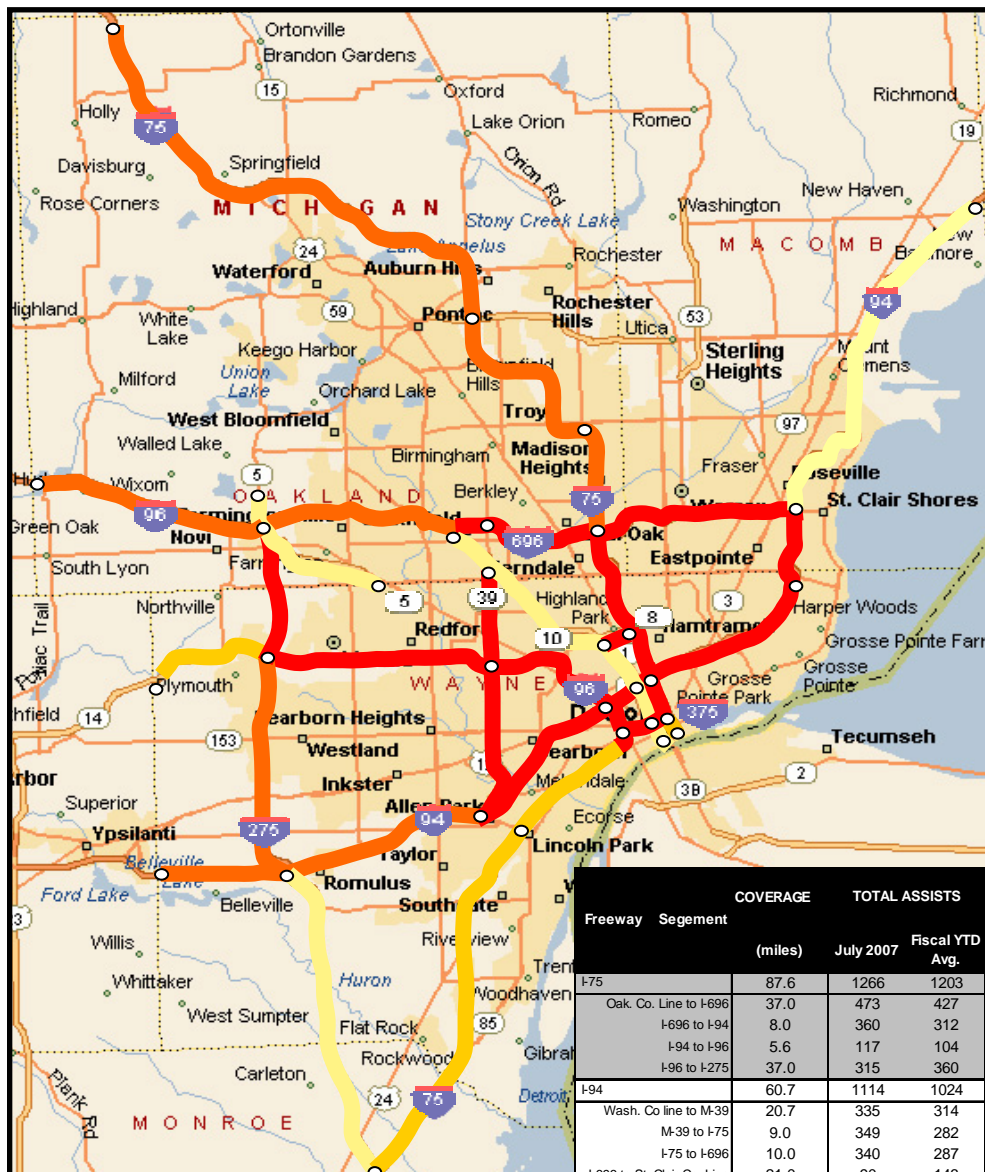 Ortonville
Brandon Gardens
15
Oxford
Richmond
Holly
75
Lake Orion
Romeo
19
Davisburg
Springfield
Orion Rd
Rose Corners
MICHIGAN
New Haven
Stony Creek Lake
Washington
24
MACOMB
Waterford
Auburn Hills
Rochester
94
Highland
White Lake
59
Pontiac
Rochester Hills
Utica
53
Mount Clemens
Keego Harbor
Sterling Heights
Union Lake
Hills
Milford
Orchard Lake
Troy
West Bloomfield
97
Walled Lake
Birmingham
Madison Heights
Fraser
Roseville
5
Wixom
OAKLAND
Berkley
75
St. Clair Shores
96
Green Oak
Novi
696
Oak
Eastpointe
South Lyon
5
39
Highland Park
3
Northville
8
Harper Woods
Redford
10
Grosse Pointe Farr
Grosse Pointe
Plymouth
WAYNE
96
Grosse Pointe Park
14
375
153
Dearborn Heights
Westland
Tecumseh
Inkster
2
Melvindale
3B
Superior
Allen Park
Ecorse
Ypsilanti
94
275
Lincoln Park
Taylor
Belleville Lake
Ford Lake
Romulus
Belleville
Southgate
Willis
Riverview
Whittaker
Huron
Woodhaven
West Sumpter
Flat Rock
85
Rockwood
Carleton
24
75
Detroit
Plank Rd
MONROE
COVERAGE TOTAL ASSISTS
Freeway Segement
(miles) July 2007 Fiscal YTD Avg.
I-75 87.6 1266 1203
Oak. Co. Line to I-696 37.0 473 427
I-696 to I-94 8.0 360 312
I-94 to I-96 5.6 117 104
I-96 to I-275 37.0 315 360
I-94 60.7 1114 1024
Wash. Co line to M-39 20.7 335 314
M-39 to I-75 9.0 349 282
I-75 to I-696 10.0 340 287